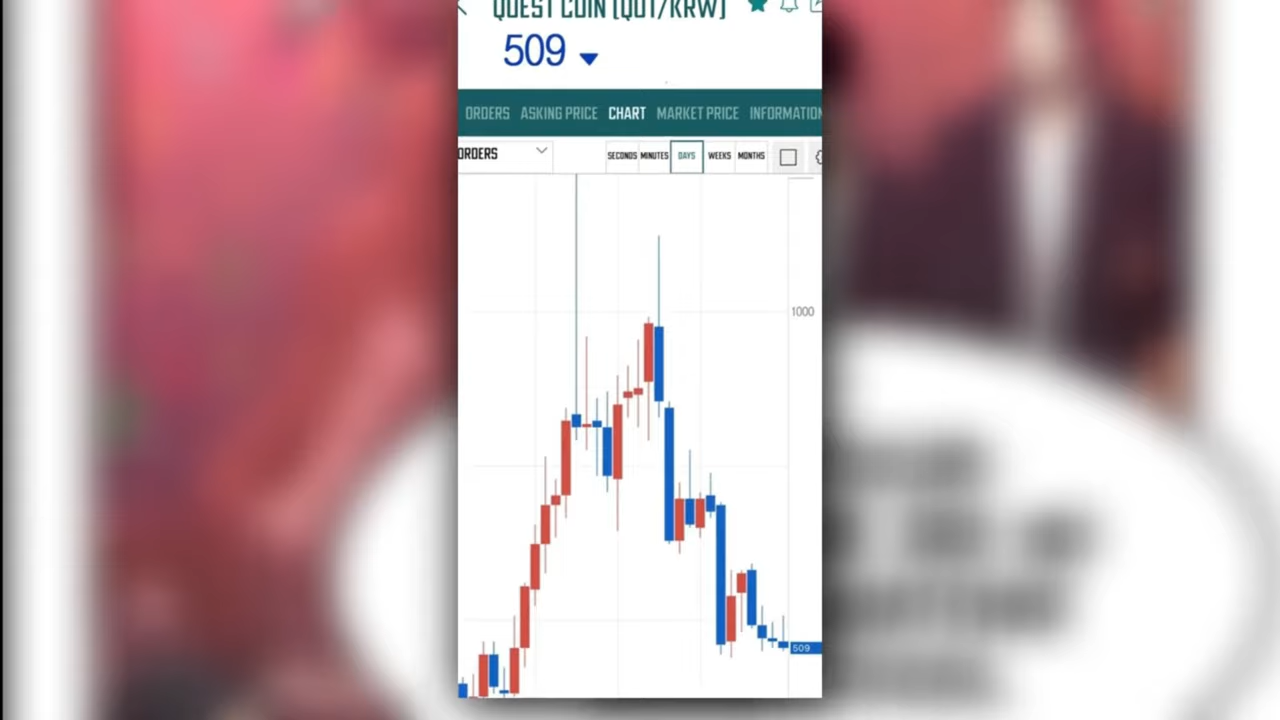 QUEST COIN (QUT/KRW)
509
ORDERS ASKING PRICE CHART MARKET PRICE INFORMATION
ORDERS SECONDS MINUTES DAYS WEEKS MONTHS
1000
509